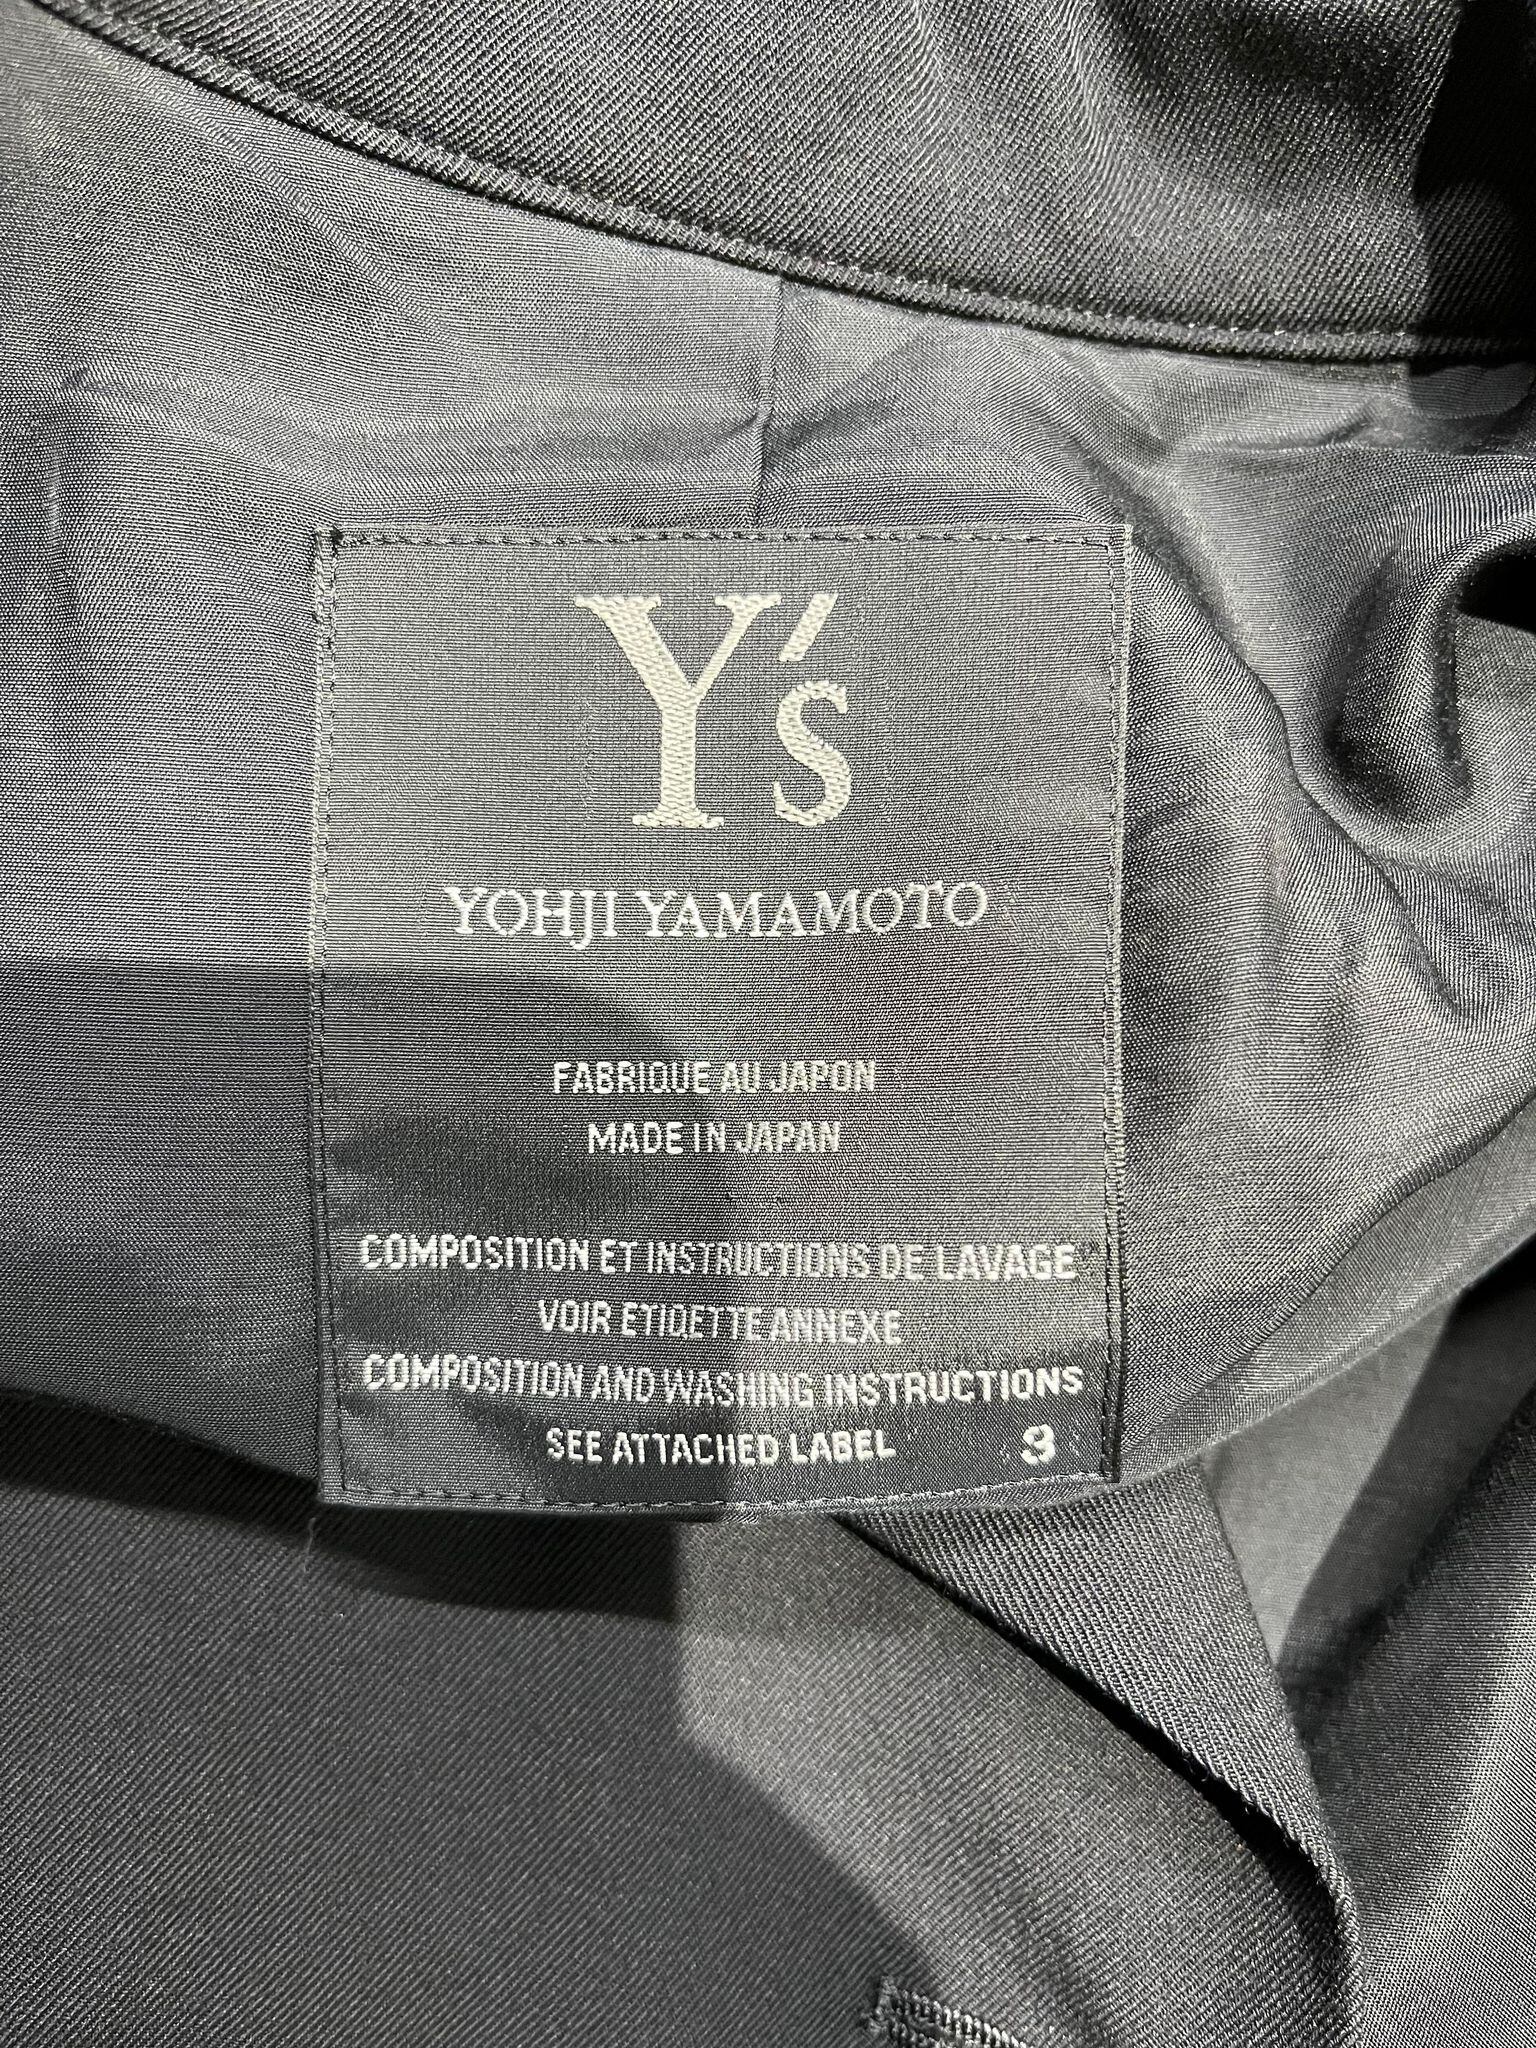 Y's
YOHJI YAMAMOTO
FABRIQUE AU JAPON
MADE IN JAPAN
COMPOSITION ET INSTRUCTIONS DE LAVAGE
VOIR ETIQETTE ANNEXE
COMPOSITION AND WASHING INSTRUCTIONS
SEE ATTACHED LABEL 3